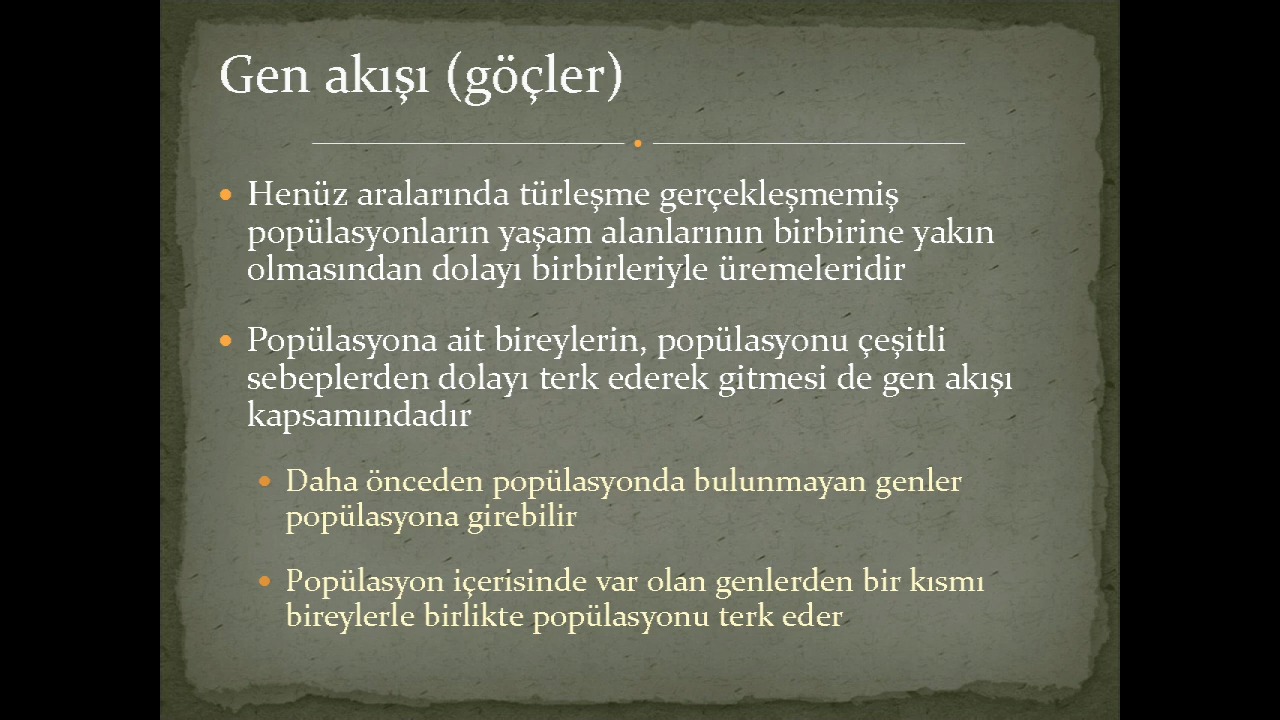 Gen akışı (göçler)
Henüz aralarında türleşme gerçekleşmemiş
popülasyonların yaşam alanlarının birbirine yakın
olmasından dolayı birbirleriyle üremeleridir
Popülasyona ait bireylerin, popülasyonu çeşitli
sebeplerden dolayı terk ederek gitmesi de gen akışı
kapsamındadır
Daha önceden popülasyonda bulunmayan genler
popülasyona girebilir
Popülasyon içerisinde var olan genlerden bir kısmı
bireylerle birlikte popülasyonu terk eder